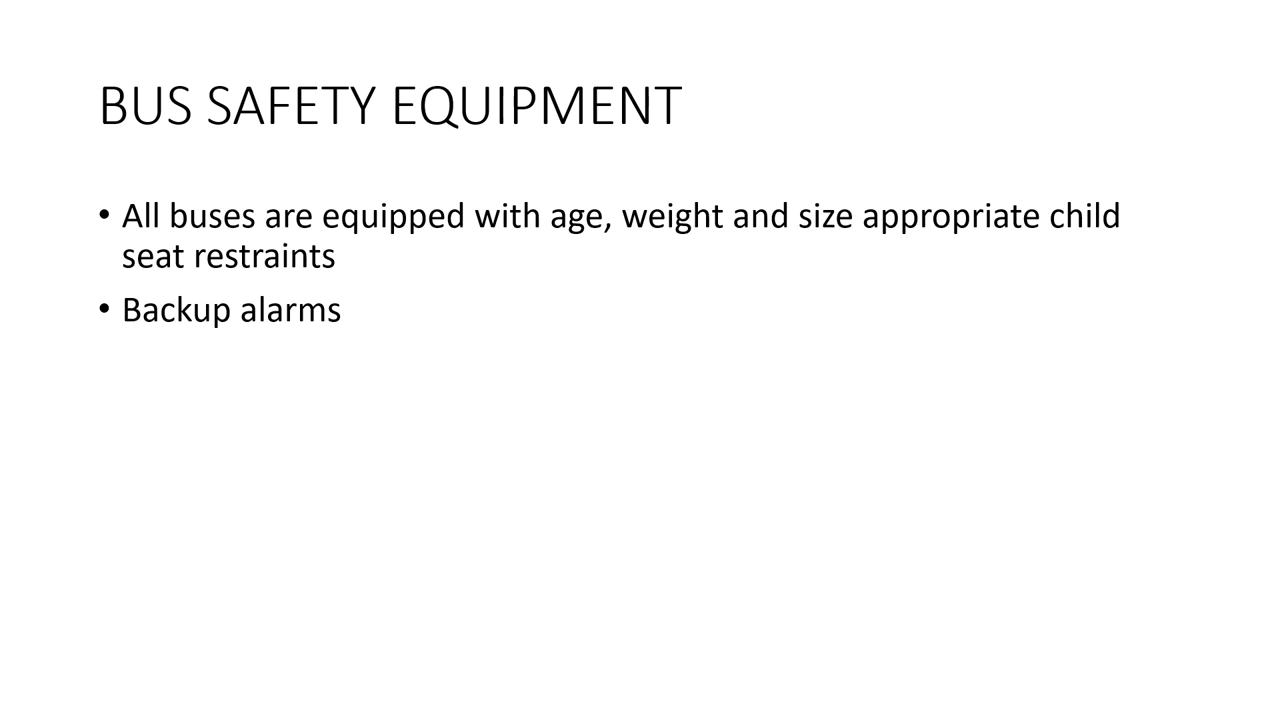 BUS SAFETY EQUIPMENT
• All buses are equipped with age, weight and size appropriate child
seat restraints
• Backup alarms